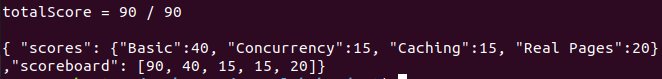 totalScore = 90 / 90
{ "scores": {"Basic":40, "Concurrency":15, "Caching":15, "Real Pages":20}
,"scoreboard": [90, 40, 15, 15, 20]}